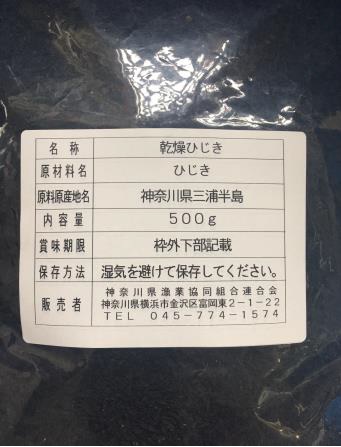 名称 乾燥ひじき
原材料名 ひじき
原料原産地名 神奈川県三浦半島
内容量 500g
賞味期限 枠外下部記載
保存方法 湿気を避けて保存してください。
販売者 神奈川県漁業協同組合連合会
神奈川県横浜市金沢区富岡東2-1-22
TEL 045-774-1574